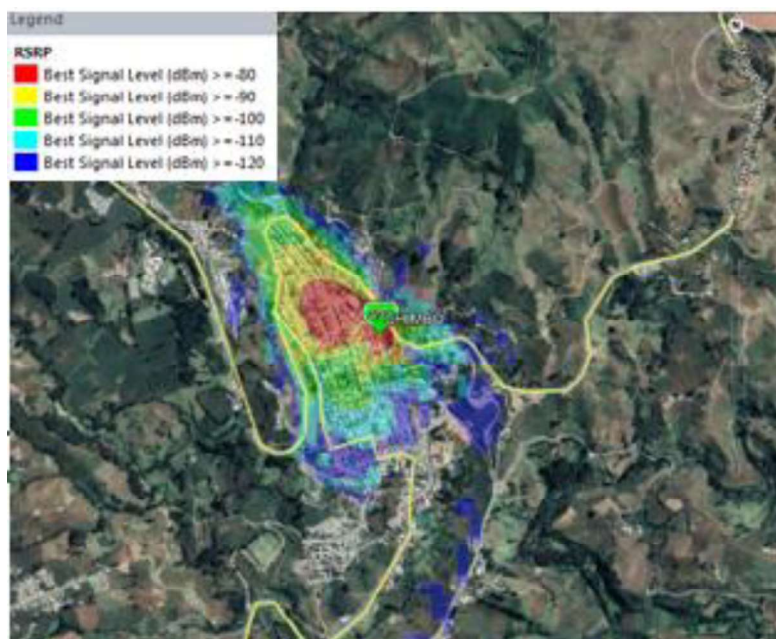 Legend
RSRP
Best Signal Level (dBm) >=-80
Best Signal Level (dBm) >=-90
Best Signal Level (dBm) >=-100
Best Signal Level (dBm) >=-110
Best Signal Level (dBm) >=-120
N